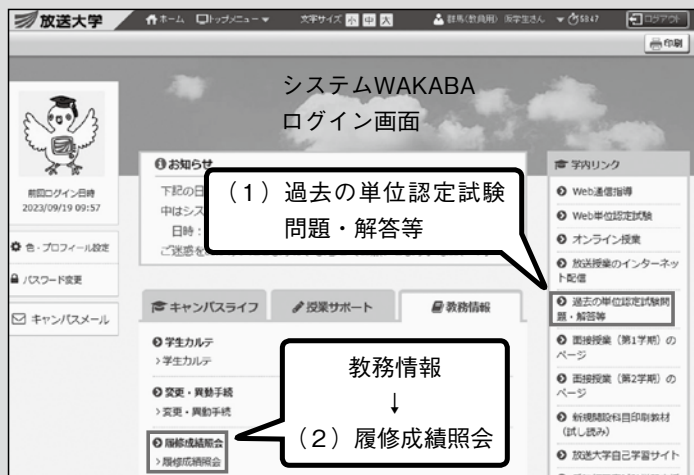 放送大学
ホーム トップメニュー 文字サイズ 小 中 大 群馬(教員用) 仮学生さん 5847 ログアウト
印刷
システムWAKABA
ログイン画面
前回ログイン日時
2023/09/19 09:57
色・プロフィール設定
パスワード変更
キャンパスメール
お知らせ
下記の日
中はシス
日時:
ご迷惑を
(1)過去の単位認定試験
問題・解答等
キャンパスライフ 授業サポート 教務情報
学生カルテ
>学生カルテ
変更・異動手続
>変更・異動手続
履修成績照会
>履修成績照会
教務情報
↓
(2)履修成績照会
学内リンク
Web通信指導
Web単位認定試験
オンライン授業
放送授業のインターネッ
ト配信
過去の単位認定試験問
題・解答等
面接授業(第1学期)の
ページ
面接授業(第2学期)の
ページ
新規開設科目印刷教材
(試し読み)
放送大学自己学習サイト